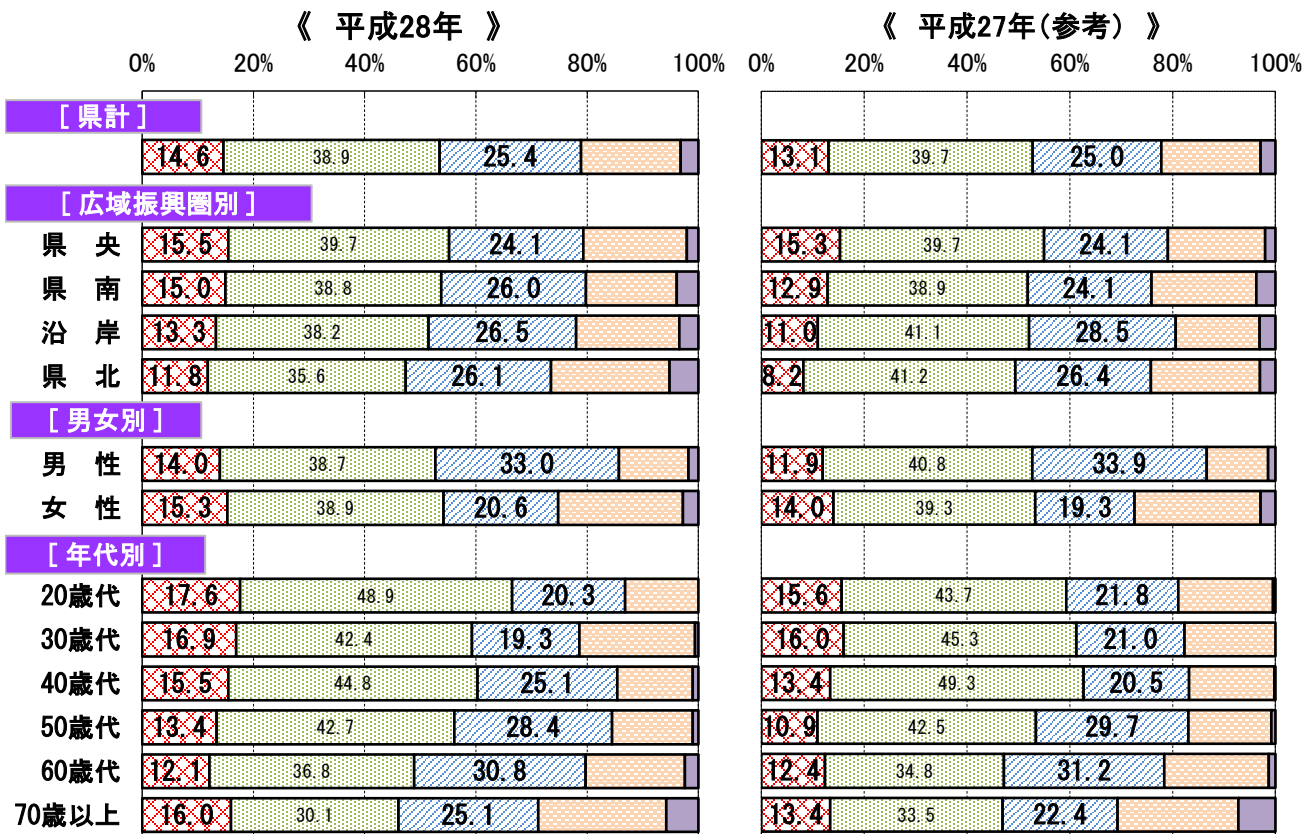 《 平成28年 》 《 平成27年(参考) 》
0% 20% 40% 60% 80% 100% 0% 20% 40% 60% 80% 100%
[ 県計 ]
14.6 38.9 25.4 13.1 39.7 25.0
[ 広域振興圏別 ]
県 央 15.5 39.7 24.1 15.3 39.7 24.1
県 南 15.0 38.8 26.0 12.9 38.9 24.1
沿 岸 13.3 38.2 26.5 11.0 41.1 28.5
県 北 11.8 35.6 26.1 8.2 41.2 26.4
[ 男女別 ]
男 性 14.0 38.7 33.0 11.9 40.8 33.9
女 性 15.3 38.9 20.6 14.0 39.3 19.3
[ 年代別 ]
20歳代 17.6 48.9 20.3 15.6 43.7 21.8
30歳代 16.9 42.4 19.3 16.0 45.3 21.0
40歳代 15.5 44.8 25.1 13.4 49.3 20.5
50歳代 13.4 42.7 28.4 10.9 42.5 29.7
60歳代 12.1 36.8 30.8 12.4 34.8 31.2
70歳以上 16.0 30.1 25.1 13.4 33.5 22.4